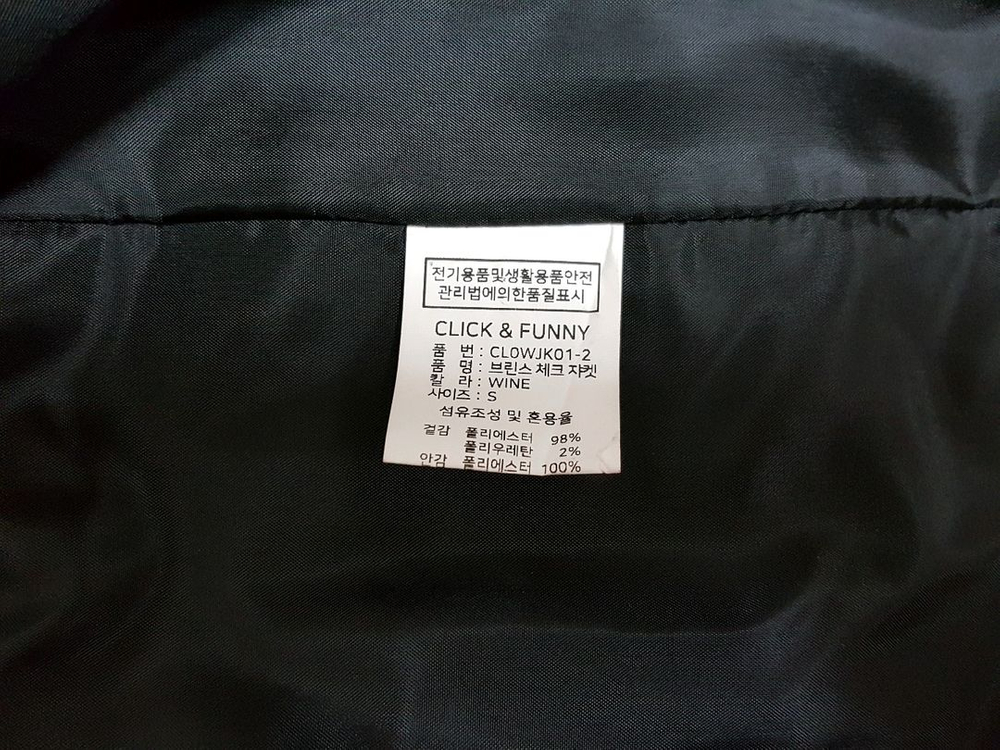 전기용품및생활용품안전
관리법에의한품질표시
CLICK & FUNNY
품 번 : CL0WJK01-2
품 명 : 브린스 체크 쟈켓
칼 라 : WINE
사이즈 : S
섬유조성 및 혼용율
겉감 폴리에스터 98%
폴리우레탄 2%
안감 폴리에스터 100%